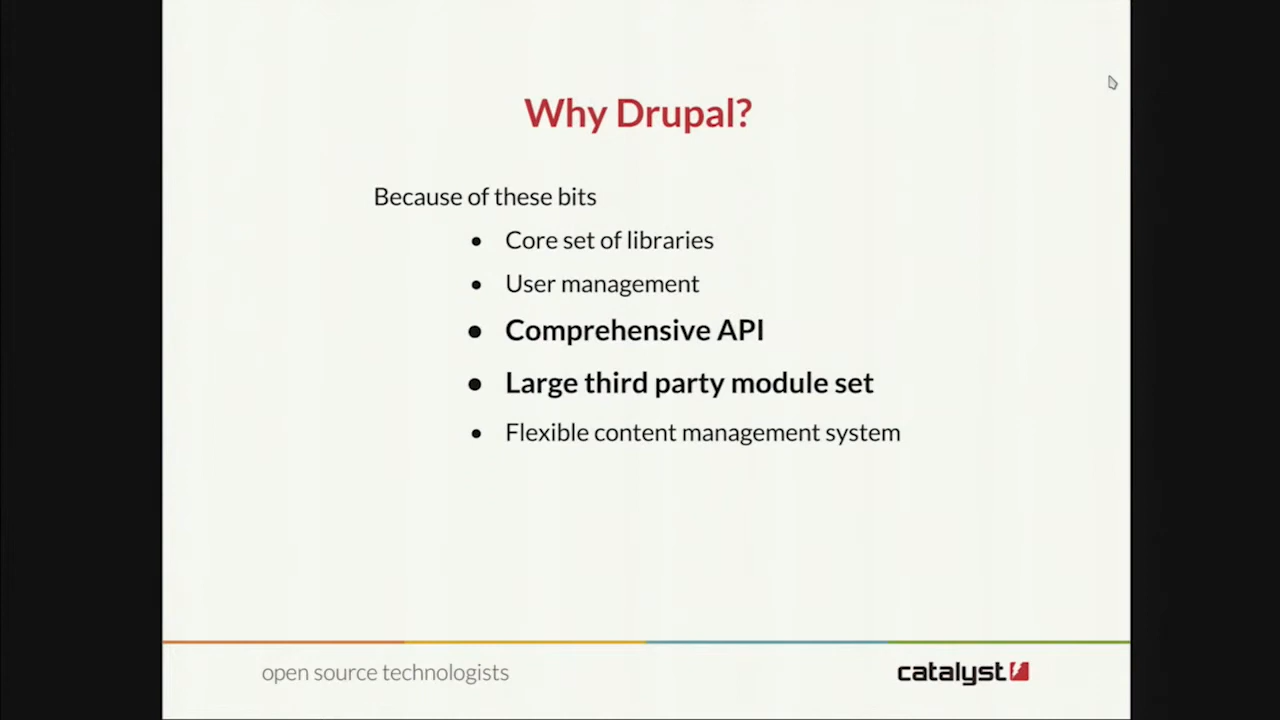 Why Drupal?
Because of these bits
• Core set of libraries
• User management
• Comprehensive API
• Large third party module set
• Flexible content management system
open source technologists
catalyst